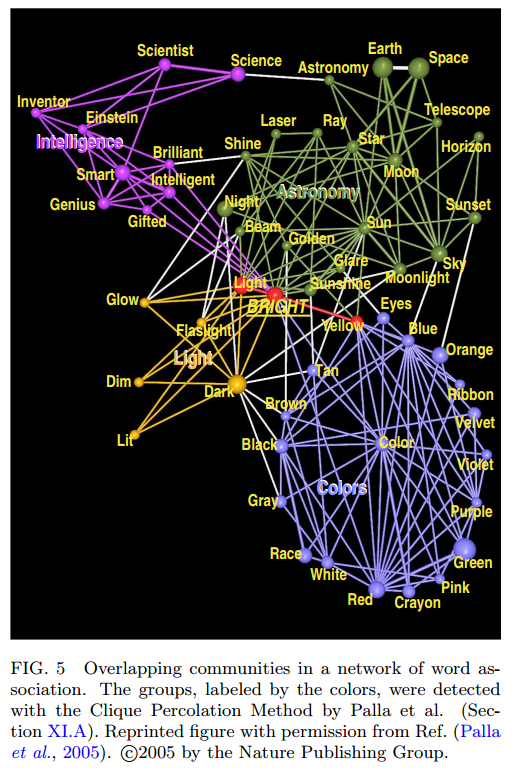 Earth
Space
Scientist
Science
Astronomy
Inventor
Einstein
Telescope
Laser
Ray
Star
Horizon
Intelligence
Shine
Brilliant
Moon
Smart
Intelligent
Astronomy
Genius
Gifted
Night
Sunset
Beam
Sun
Golden
Glare
Sky
Light
Sunshine
Moonlight
Glow
BRIGHT
Eyes
Flaslight
Yellow
Blue
Orange
Light
Tan
Dim
Dark
Ribbon
Brown
Velvet
Lit
Black
Color
Violet
Gray
Colors
Purple
Race
White
Green
Red
Crayon
Pink
FIG. 5 Overlapping communities in a network of word as-
sociation. The groups, labeled by the colors, were detected
with the Clique Percolation Method by Palla et al. (Sec-
tion XI.A). Reprinted figure with permission from Ref. (Palla
et al., 2005). ©2005 by the Nature Publishing Group.